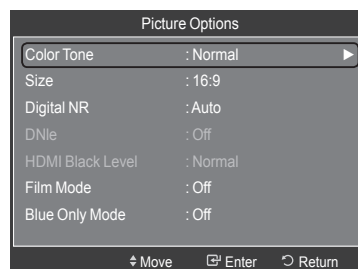 Picture Options
Color Tone : Normal ►
Size : 16:9
Digital NR : Auto
DNIe : Off
HDMI Black Level : Normal
Film Mode : Off
Blue Only Mode : Off
Move Enter Return